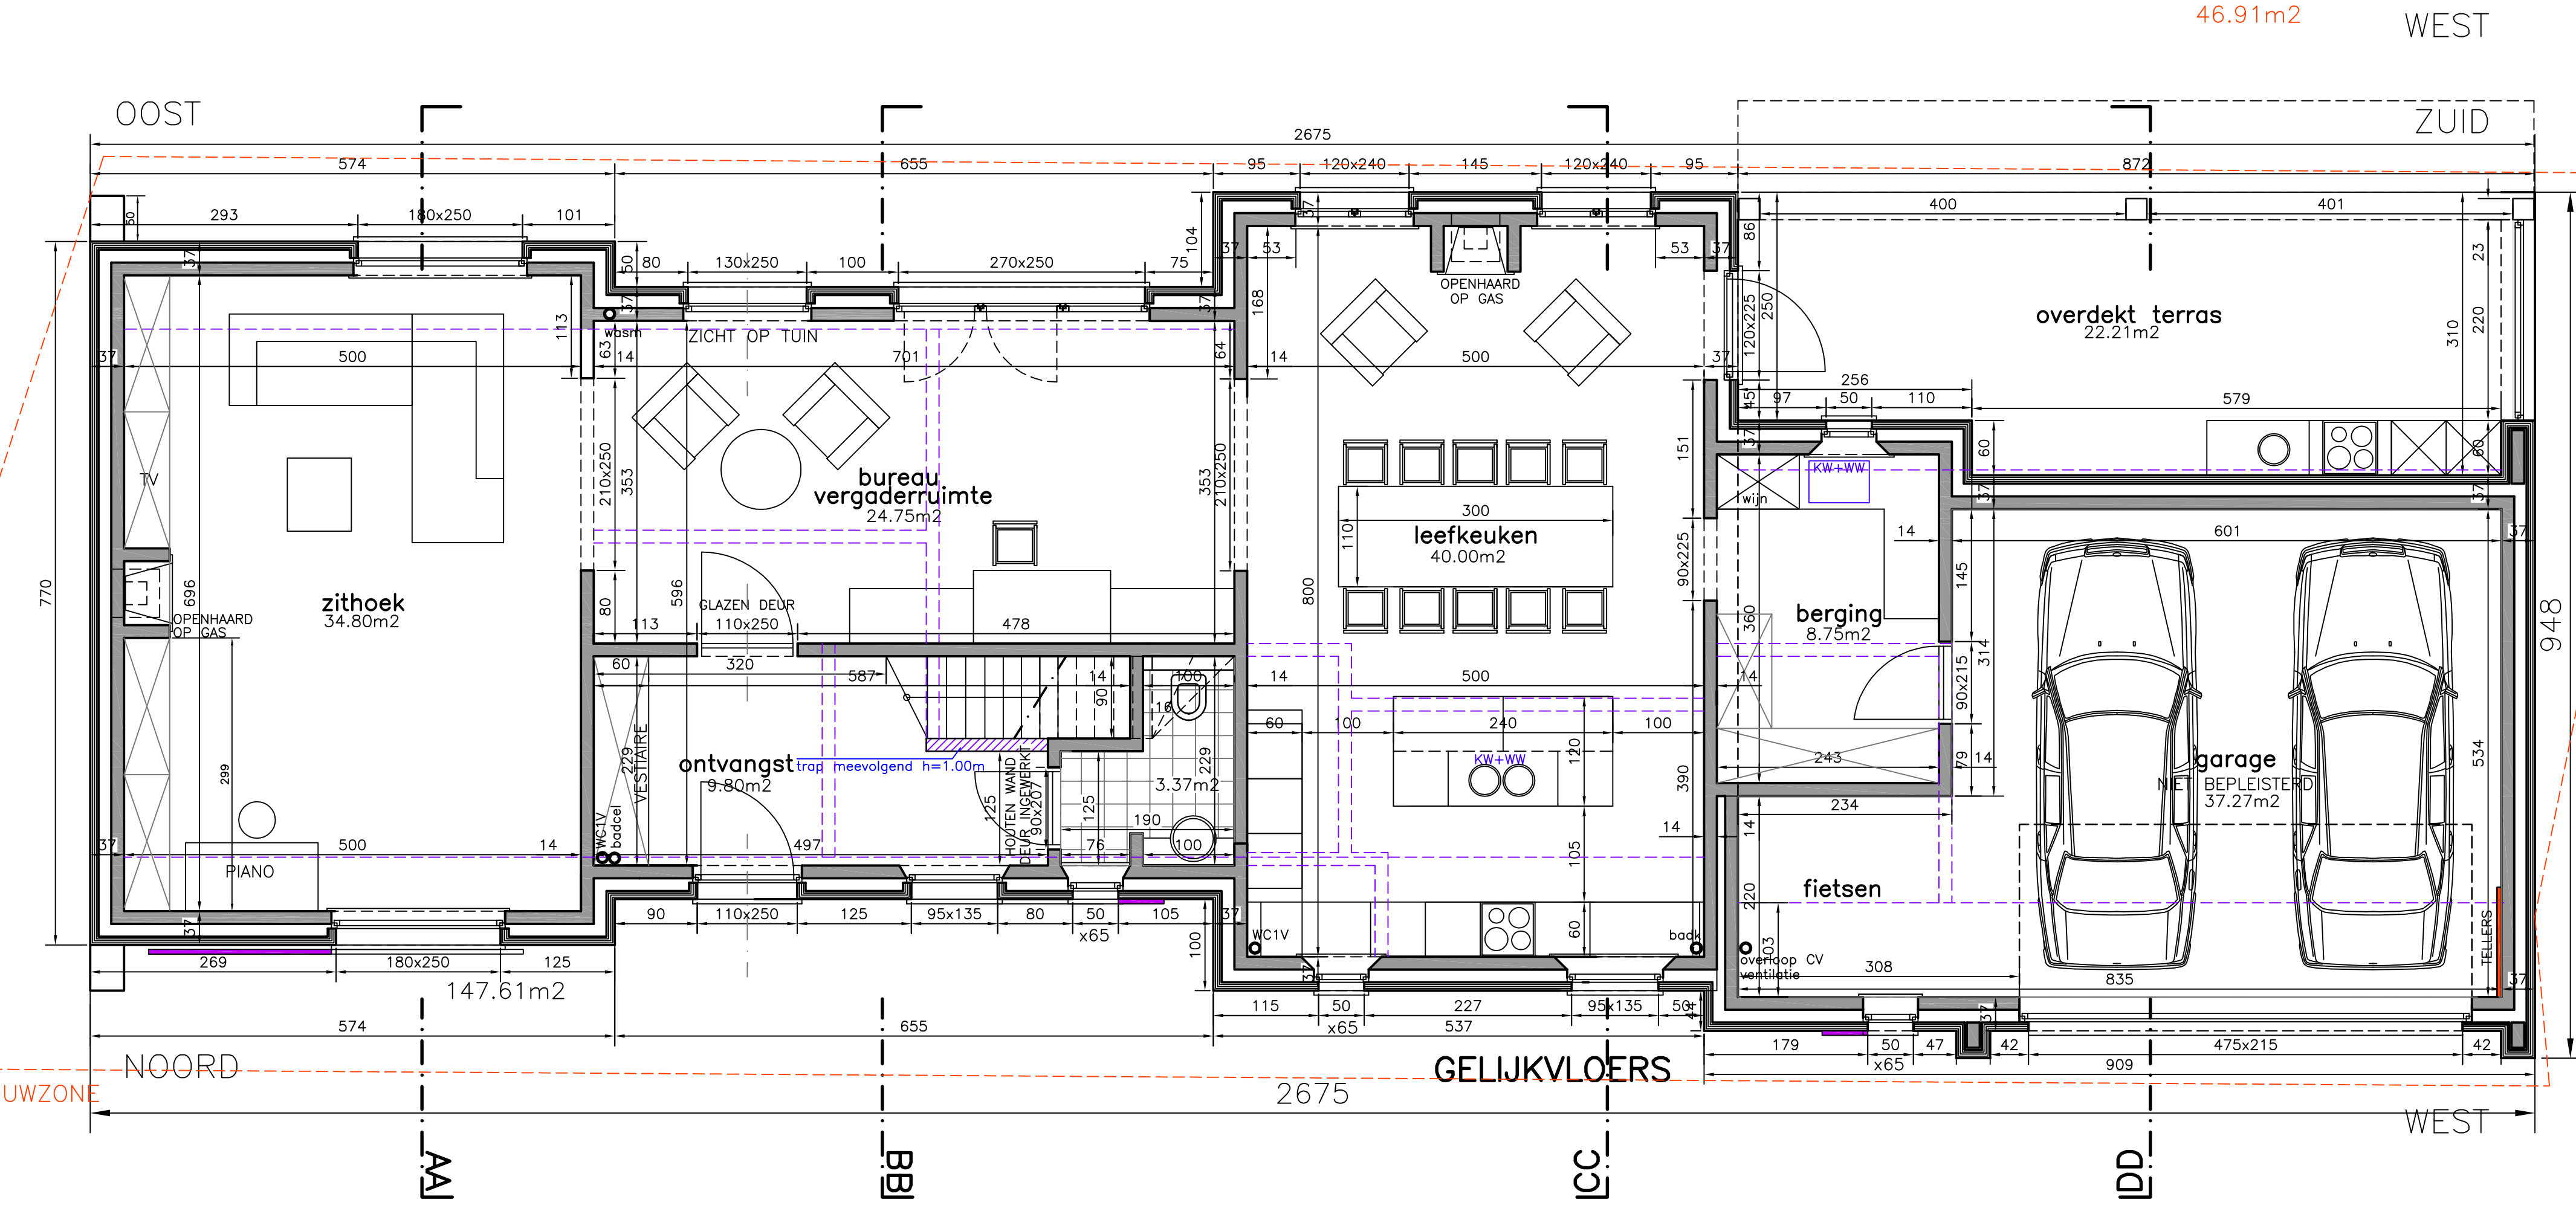 46.91m2
WEST
OOST
ZUID
2675
574
655
95
120x240
145
120x240
95
872
293
180x250
101
50
400
401
80
130x250
100
270x250
75
50
37
104
37
53
53
37
86
23
wasm
ZICHT OP TUIN
OPENHAARD
OP GAS
overdekt terras
22.21m2
113
63
64
168
120x225
250
310
220
37
500
14
701
14
500
37
256
97
50
110
45
579
TV
210x250
353
353
210x250
151
37
60
60
bureau
vergaderruimte
24.75m2
KW+WW
wijn
300
110
leefkeuken
40.00m2
14
601
37
770
696
zithoek
34.80m2
OPENHAARD
OP GAS
80
596
GLAZEN DEUR
113
110x250
478
800
90x225
360
berging
8.75m2
145
314
90x215
948
60
320
587
14
100
14
500
14
90
16
299
229
VESTIAIRE
ontvangst
9.80m2
trap meevolgend h=1.00m
125
HOUTEN WAND
DEUR INGEWERKT
90x207
125
229
3.37m2
190
60
100
240
100
120
KW+WW
390
243
79
14
garage
NIET BEPLEISTERD
37.27m2
534
234
37
500
14
WC1V
badcel
497
76
100
105
14
14
PIANO
220
fietsen
37
90
110x250
125
95x135
80
50
x65
105
37
100
WC1V
60
badk
103
overloop CV
ventilatie
308
835
TELLERS
37
269
180x250
125
147.61m2
37
115
50
x65
227
95x135
50
44
37
574
655
537
179
50
x65
47
42
475x215
42
909
NOORD
GELIJKVLOERS
UWZONE
2675
WEST
AA
BB
CC
DD